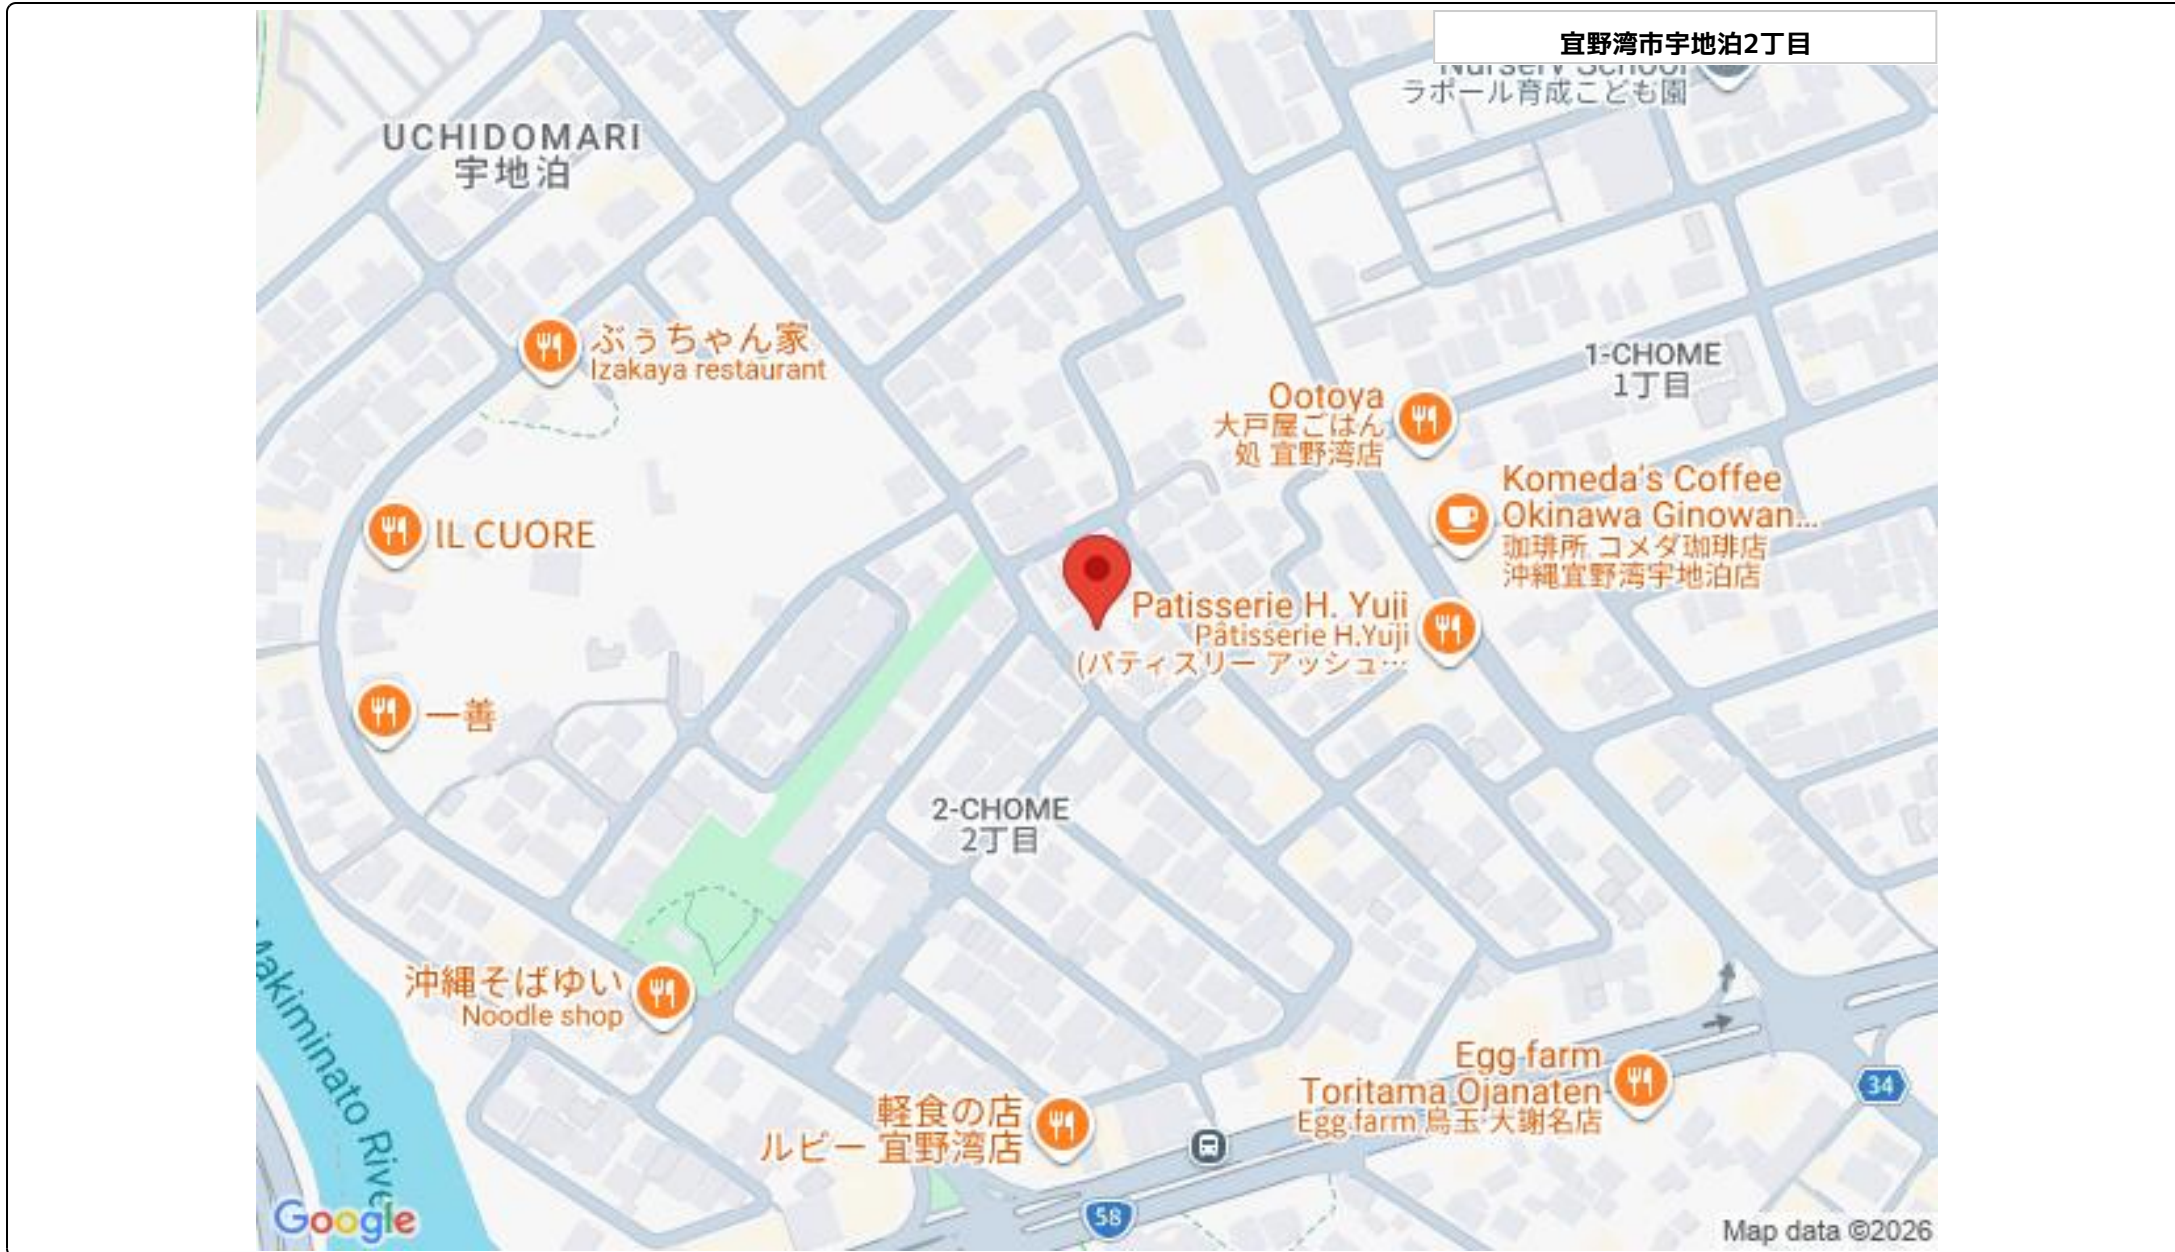 宜野湾市宇地泊2丁目
Nursery School
ラポール育成こども園
UCHIDOMARI
宇地泊
ぶぅちゃん家
Izakaya restaurant
1-CHOME
1丁目
Ootoya
大戸屋ごはん
処 宜野湾店
Komeda's Coffee
Okinawa Ginowan...
珈琲所 コメダ珈琲店
沖縄宜野湾宇地泊店
IL CUORE
Patisserie H. Yuji
Pâtisserie H.Yuji
(パティスリー アッシュ…
一善
2-CHOME
2丁目
沖縄そばゆい
Noodle shop
Makiminato River
Egg farm
Toritama Ojanaten
Egg farm 鳥玉 大謝名店
34
軽食の店
ルビー 宜野湾店
58
Google
Map data ©2026